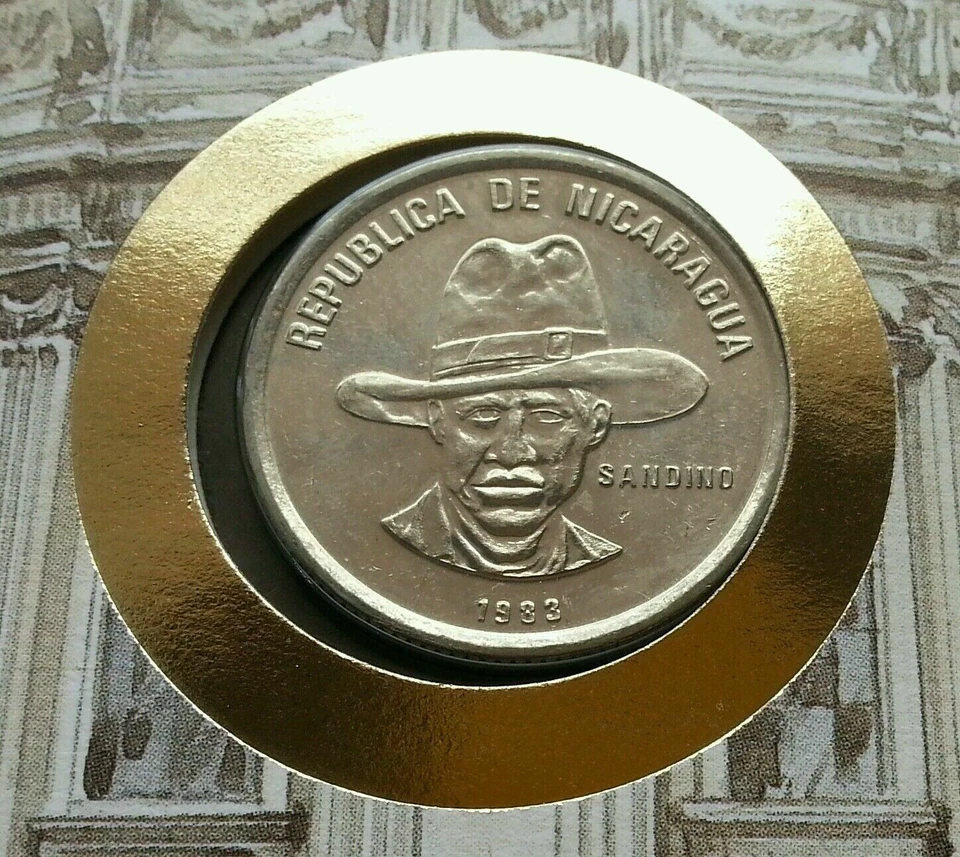 REPUBLICA DE NICARAGUA
SANDINO
1983